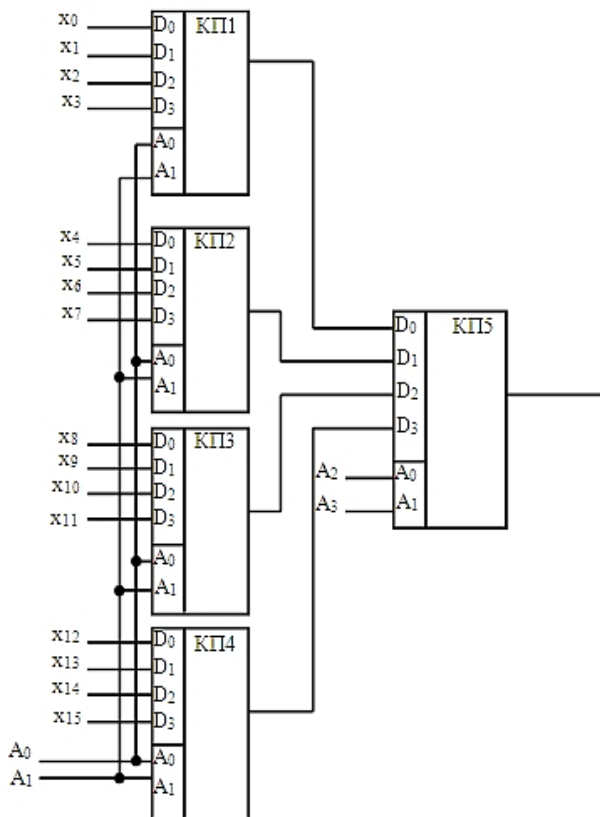 x0 D0 КП1
x1 D1
x2 D2
x3 D3
A0
A1
x4 D0 КП2
x5 D1
x6 D2
x7 D3
A0
A1
x8 D0 КП3
x9 D1
x10 D2
x11 D3
A0
A1
x12 D0 КП4
x13 D1
x14 D2
x15 D3
A0 A0
A1 A1
D0 КП5
D1
D2
D3
A2 A0
A3 A1